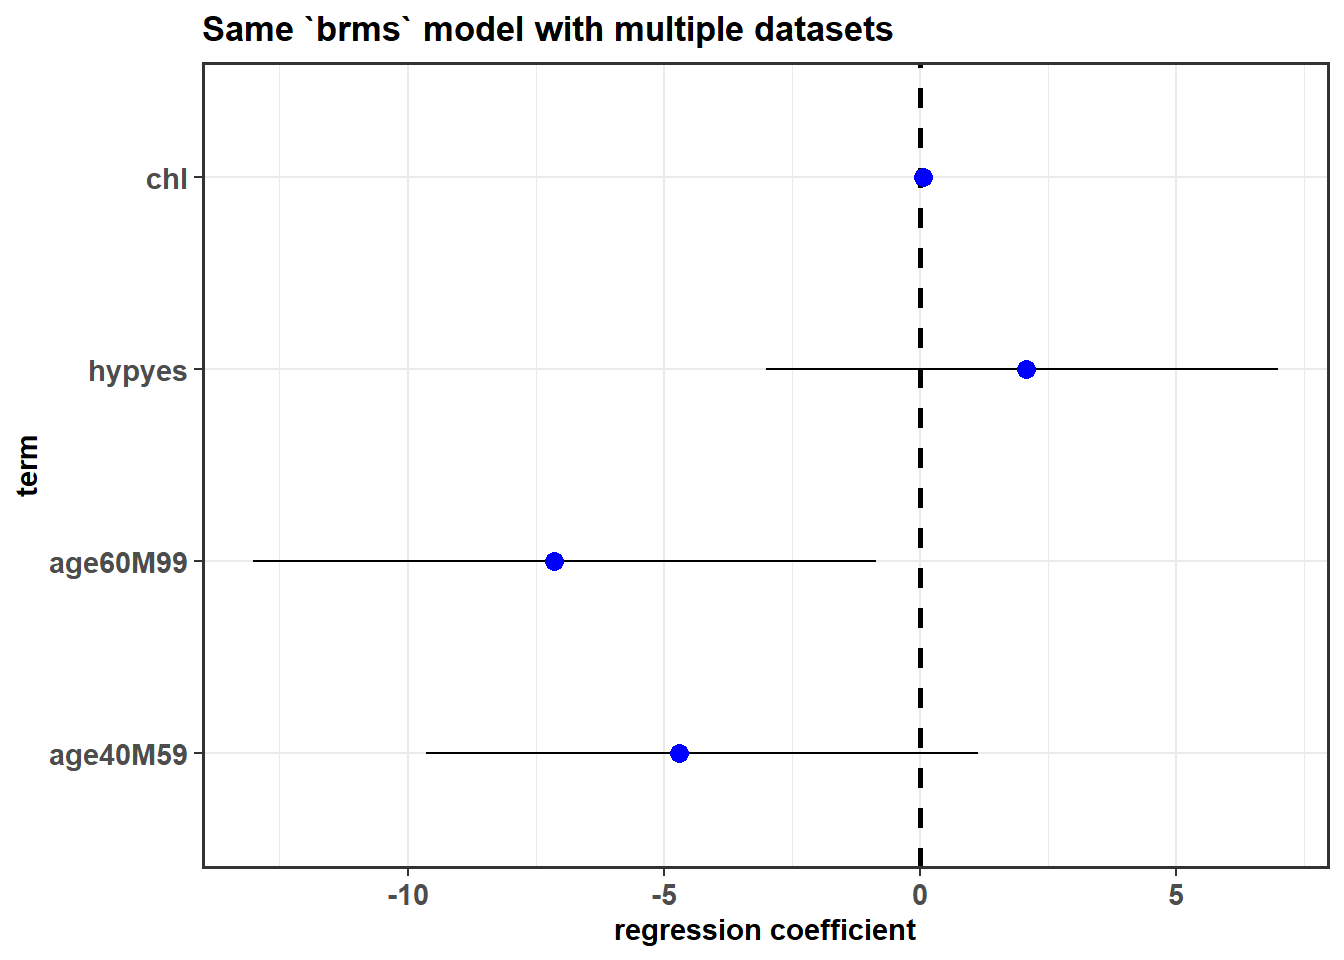 Same `brms` model with multiple datasets
chl
hypyes
age60M99
age40M59
term
-10
-5
0
5
regression coefficient